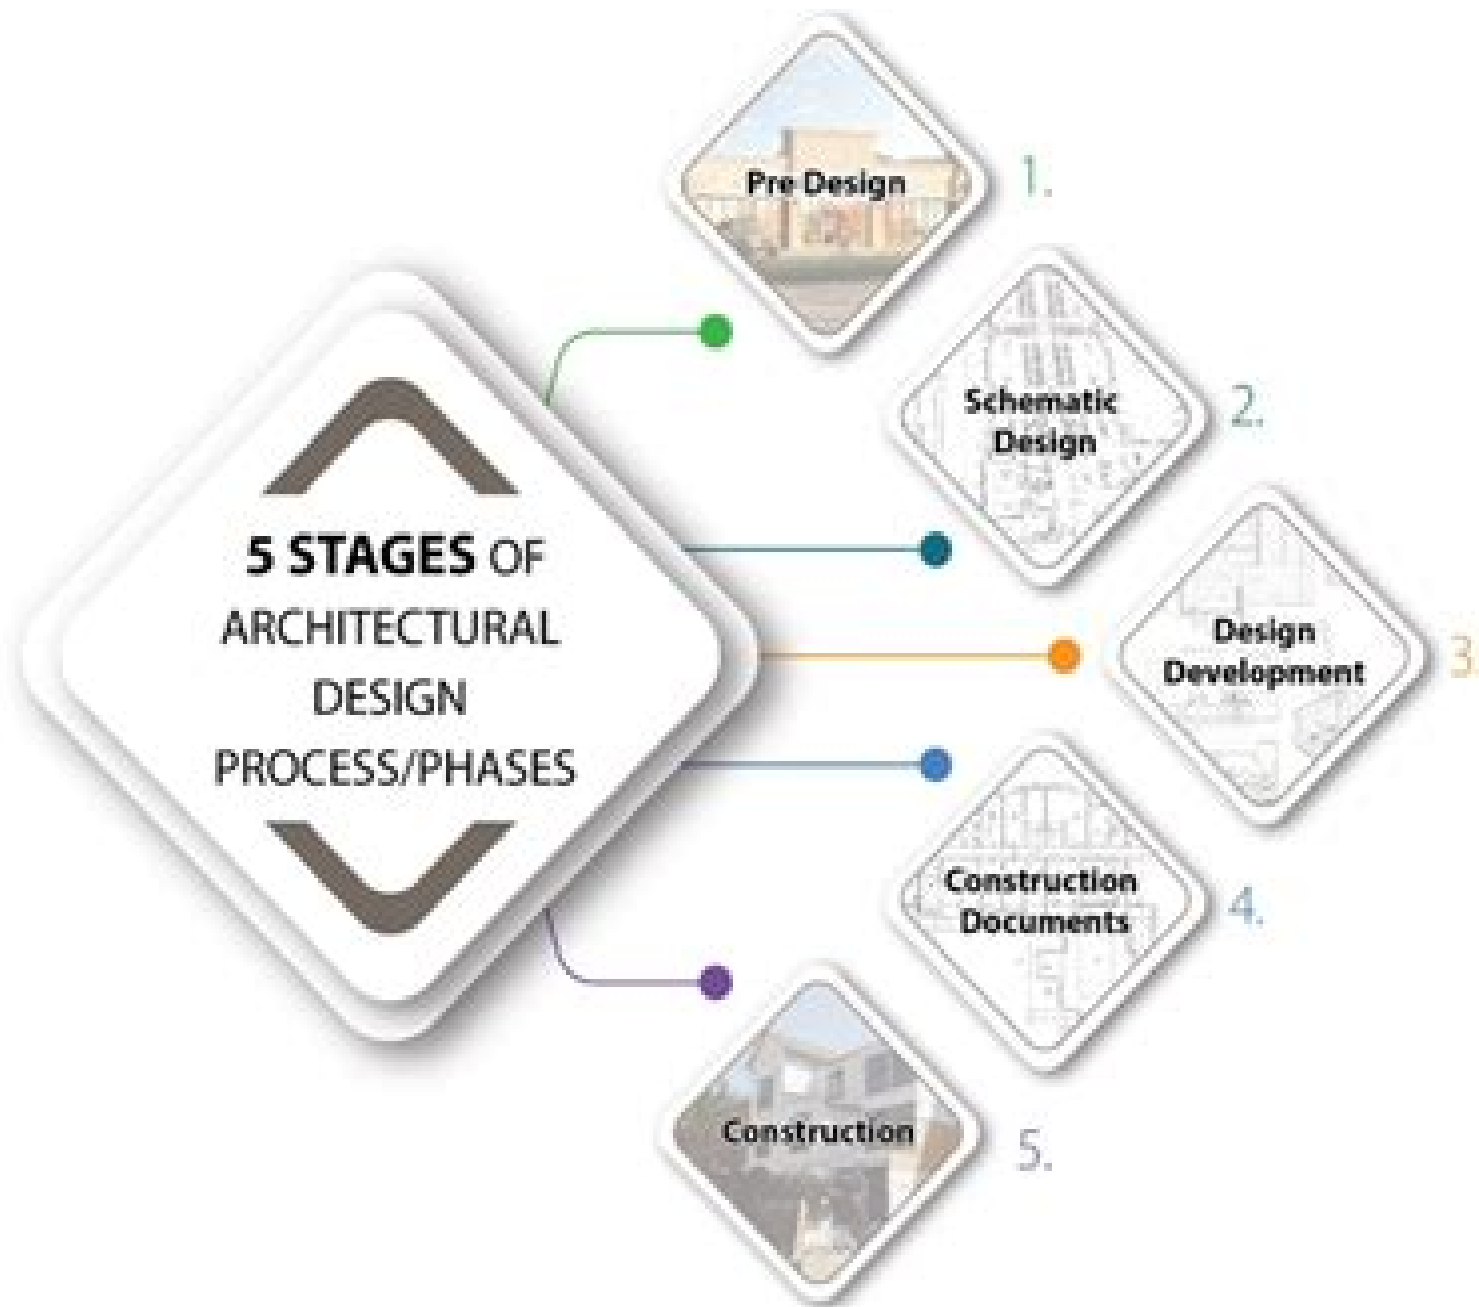 5 STAGES OF
ARCHITECTURAL
DESIGN
PROCESS/PHASES
Pre-Design
1.
Schematic
Design
2.
Design
Development
3.
Construction
Documents
4.
Construction
5.